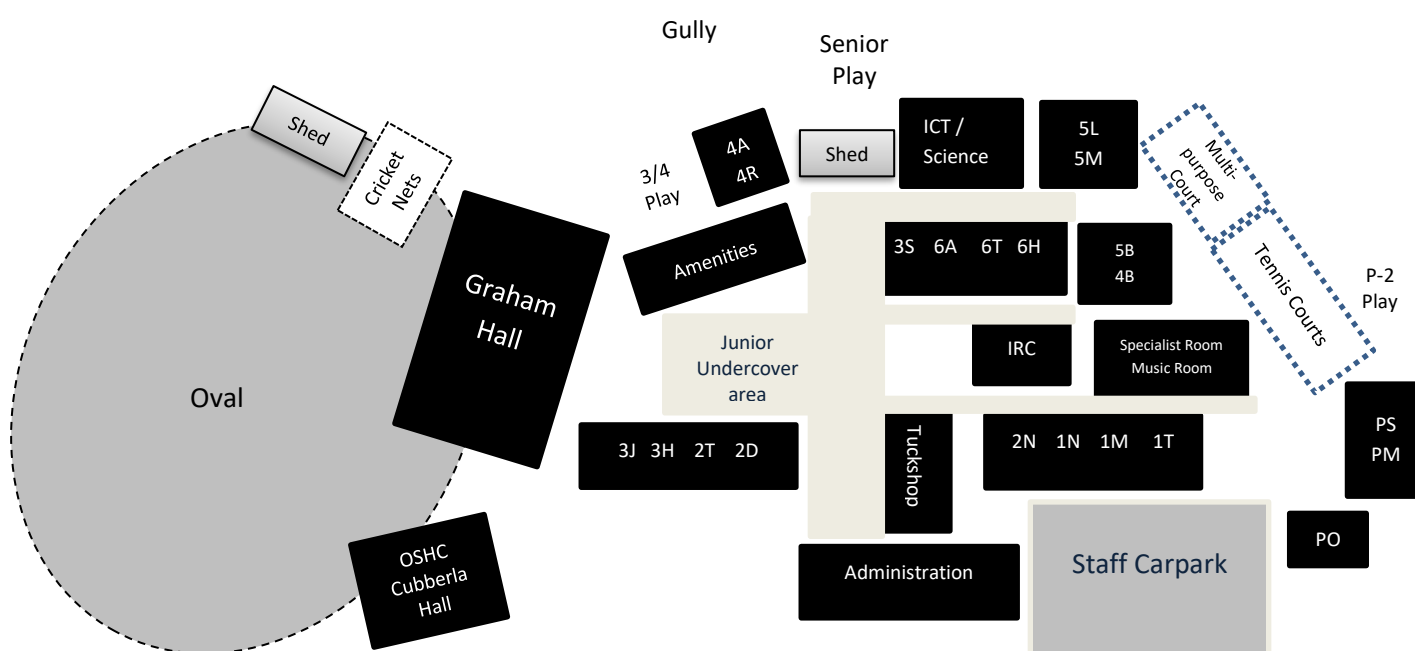 Gully
Senior
Play
Shed
Cricket
Nets
3/4
Play
4A
4R
Shed
ICT /
Science
5L
5M
Multi-
purpose
Court
Graham
Hall
Amenities
3S 6A 6T 6H
5B
4B
Tennis Courts
P-2
Play
Oval
Junior
Undercover
area
IRC
Specialist Room
Music Room
3J 3H 2T 2D
Tuckshop
2N 1N 1M 1T
PS
PM
OSHC
Cubberla
Hall
Administration
Staff Carpark
PO